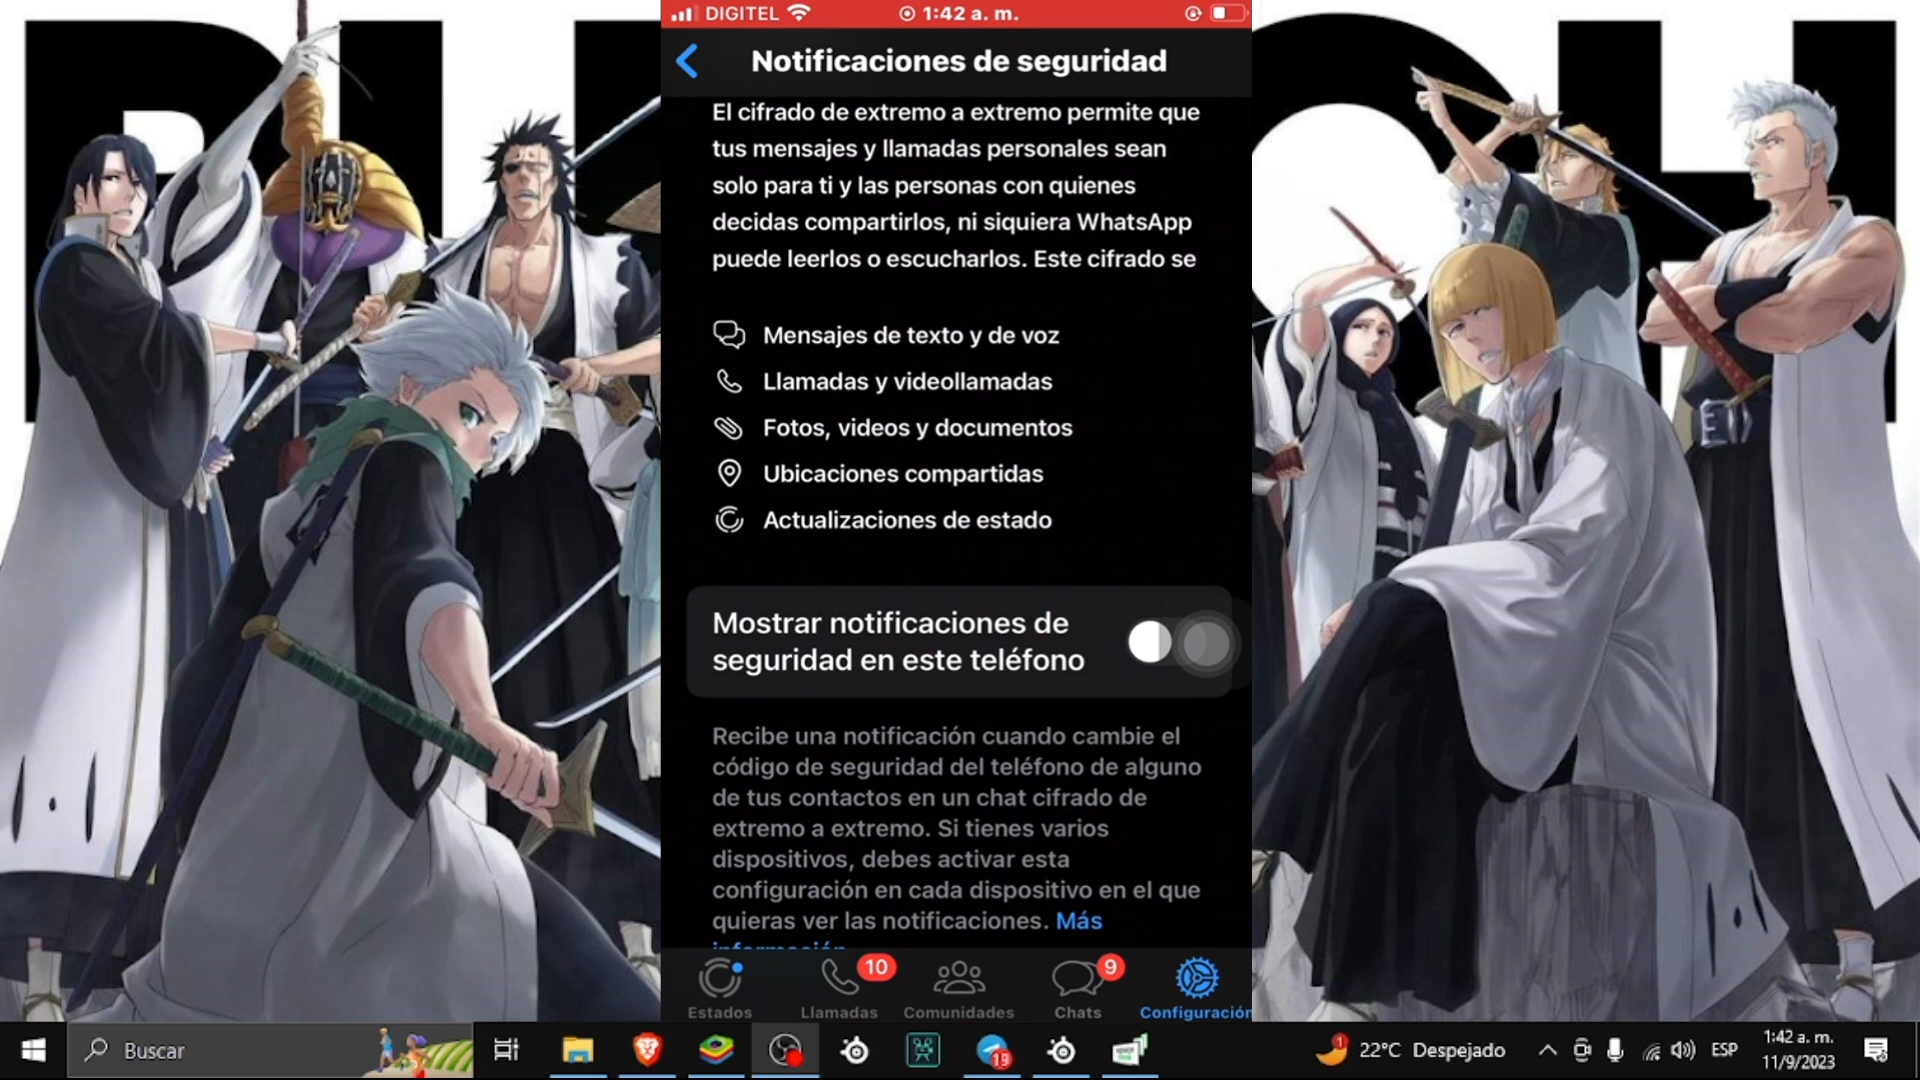 DIGITEL
1:42 a. m.
Notificaciones de seguridad
El cifrado de extremo a extremo permite que
tus mensajes y llamadas personales sean
solo para ti y las personas con quienes
decidas compartirlos, ni siquiera WhatsApp
puede leerlos o escucharlos. Este cifrado se
Mensajes de texto y de voz
Llamadas y videollamadas
Fotos, videos y documentos
Ubicaciones compartidas
Actualizaciones de estado
Mostrar notificaciones de
seguridad en este teléfono
Recibe una notificación cuando cambie el
código de seguridad del teléfono de alguno
de tus contactos en un chat cifrado de
extremo a extremo. Si tienes varios
dispositivos, debes activar esta
configuración en cada dispositivo en el que
quieras ver las notificaciones. Más
información
10
9
Estados
Llamadas
Comunidades
Chats
Configuración
Buscar
19
1
22°C Despejado
ESP
1:42 a. m.
11/9/2023